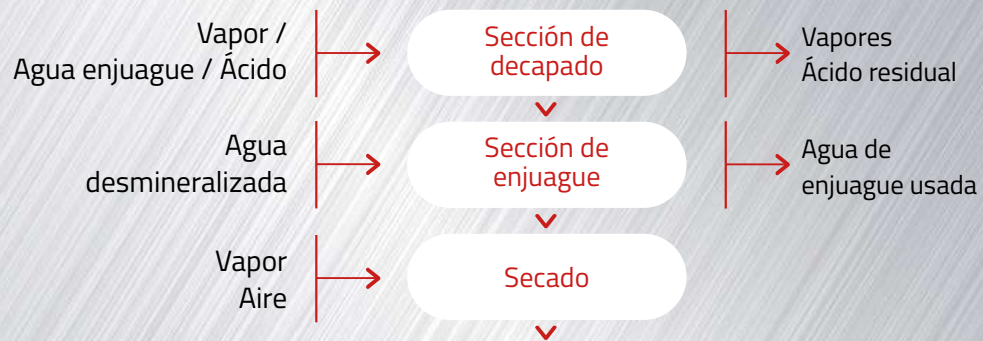 Vapor /
Agua enjuague / Ácido
Sección de
decapado
Vapores
Ácido residual
Agua
desmineralizada
Sección de
enjuague
Agua de
enjuague usada
Vapor
Aire
Secado